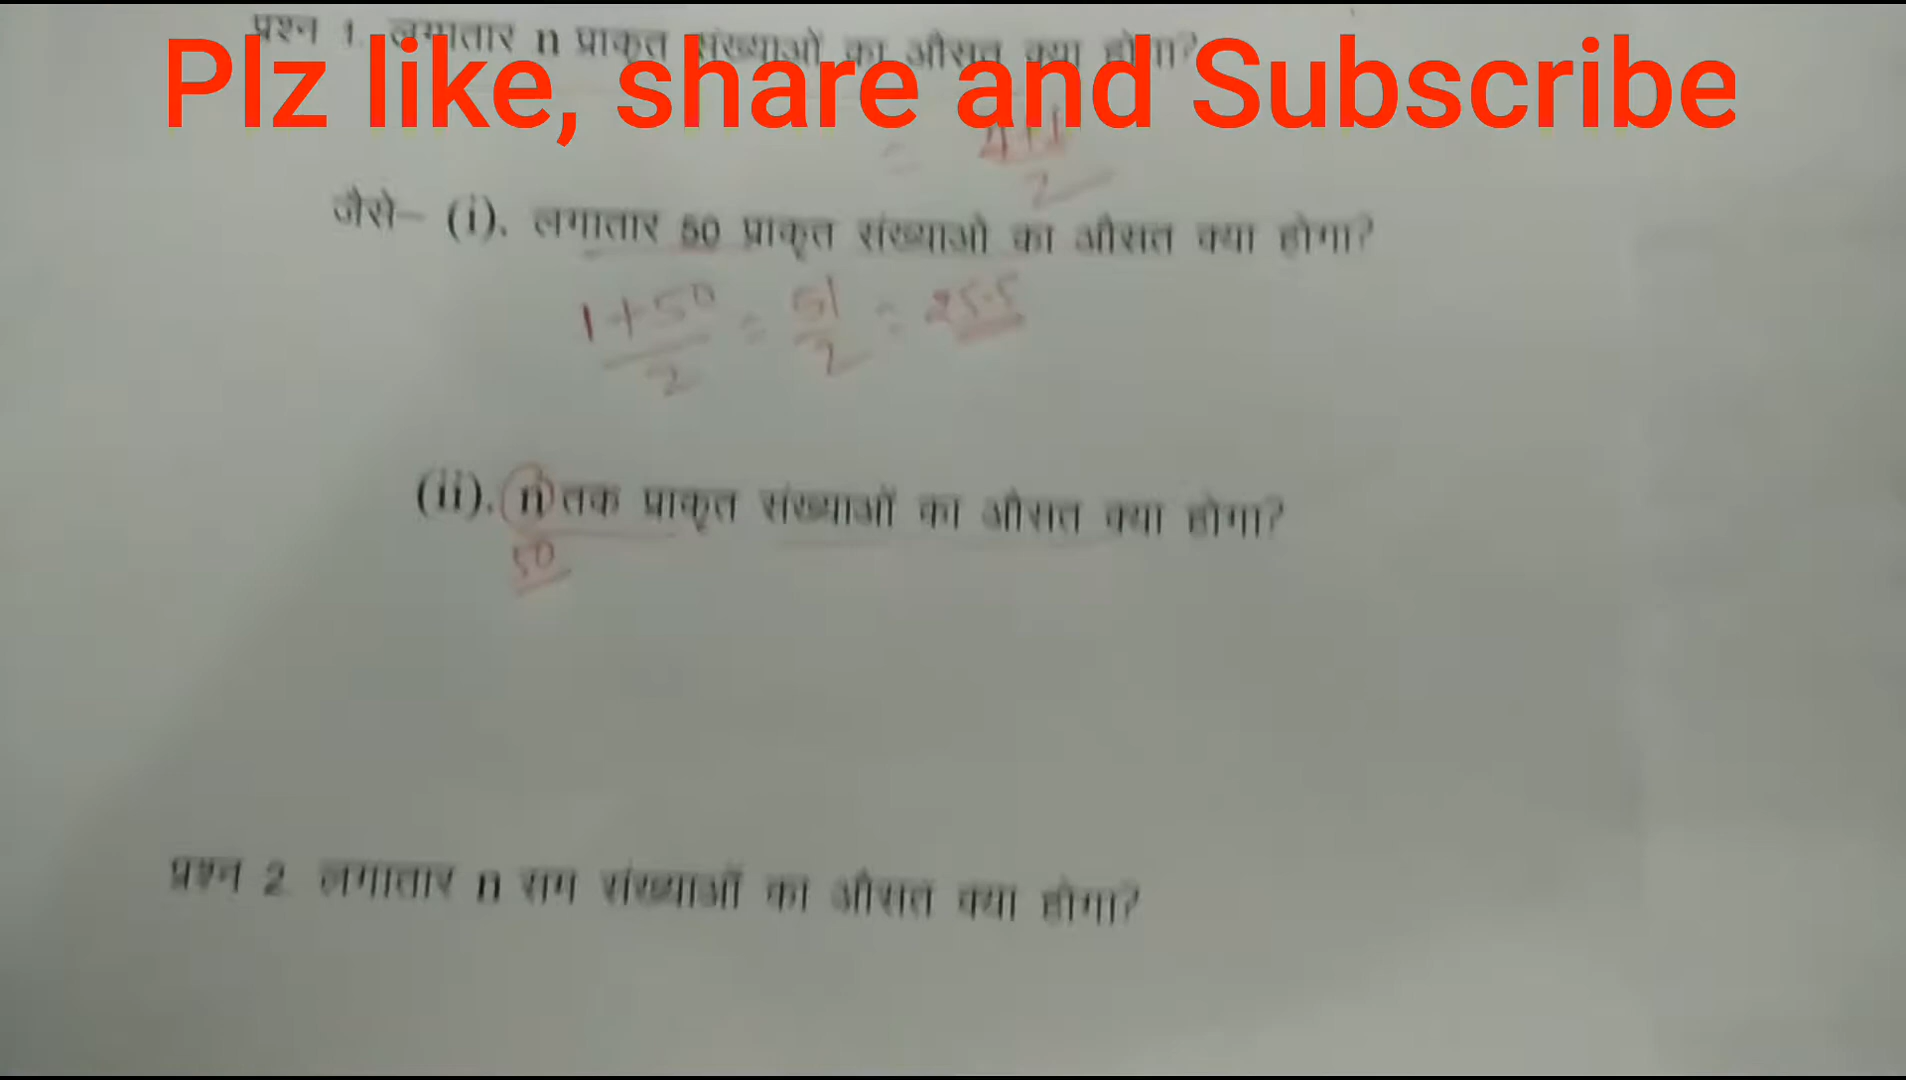 प्रश्न 1. लगातार n प्राकृत संख्याओं का औसत क्या होगा?
Plz like, share and Subscribe
=
2
जैसे– (i). लगातार 50 प्राकृत संख्याओ का औसत क्या होगा?
1+50 / 2 = 51 / 2 = 25.5
(ii). n तक प्राकृत संख्याओं का औसत क्या होगा?
50
प्रश्न 2 लगातार n सम संख्याओं का औसत क्या होगा?